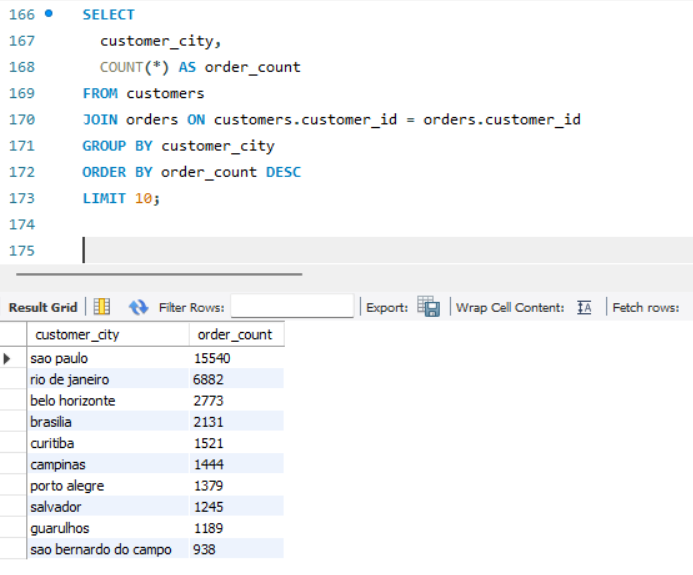 166 SELECT
167 customer_city,
168 COUNT(*) AS order_count
169 FROM customers
170 JOIN orders ON customers.customer_id = orders.customer_id
171 GROUP BY customer_city
172 ORDER BY order_count DESC
173 LIMIT 10;
174
175
Result Grid Filter Rows: Export: Wrap Cell Content: IA Fetch rows:
customer_city order_count
sao paulo 15540
rio de janeiro 6882
belo horizonte 2773
brasilia 2131
curitiba 1521
campinas 1444
porto alegre 1379
salvador 1245
guarulhos 1189
sao bernardo do campo 938